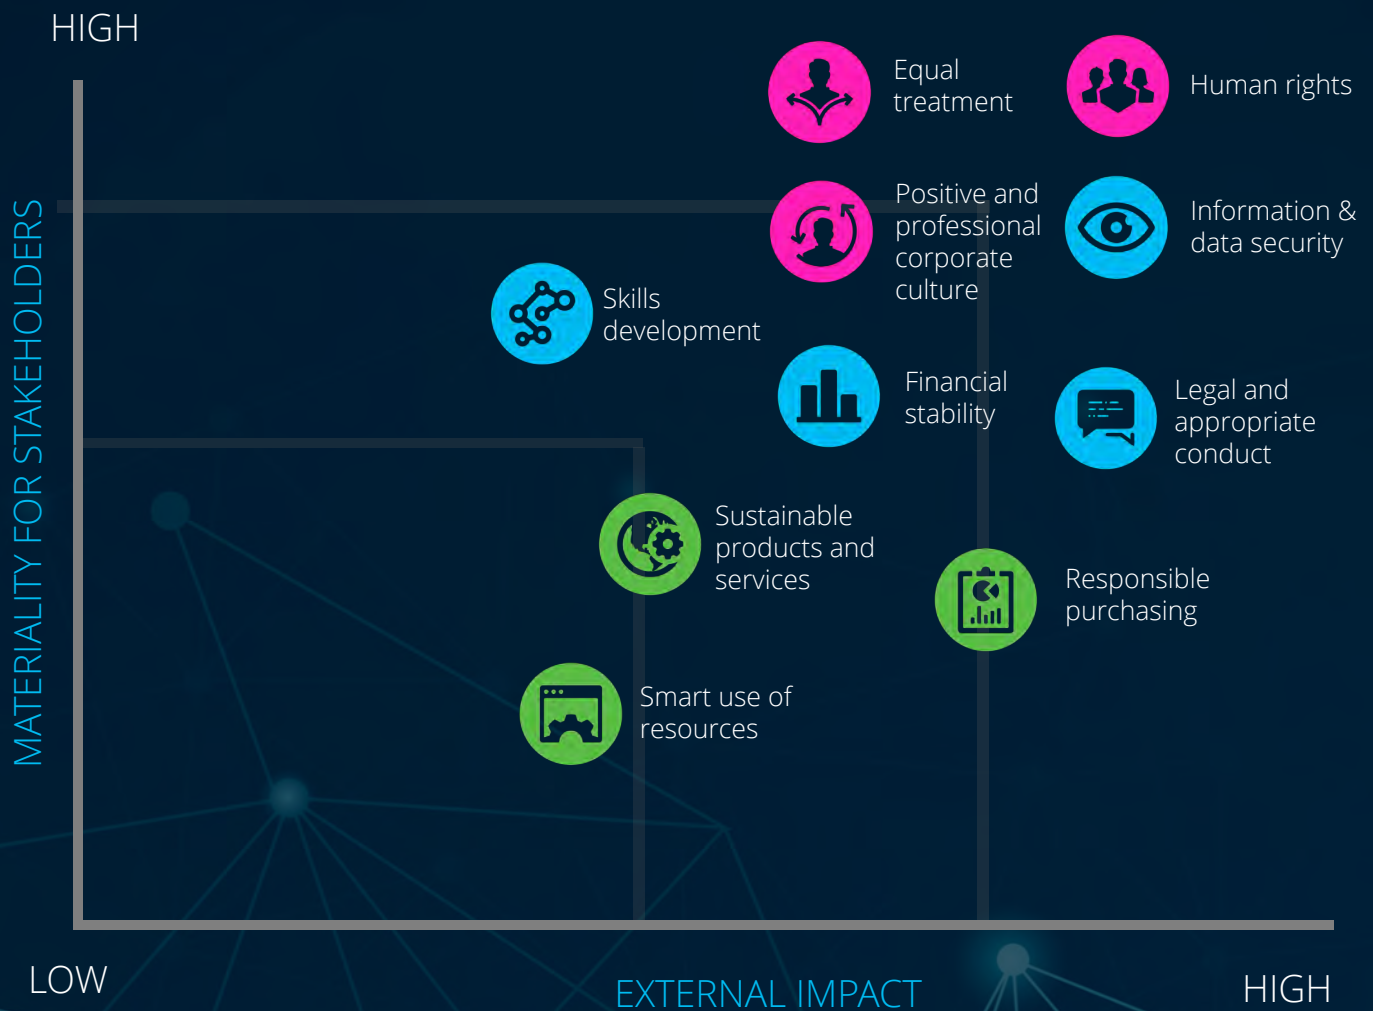 HIGH
MATERIALITY FOR STAKEHOLDERS
Equal
treatment
Human rights
Positive and
professional
corporate
culture
Information &
data security
Skills
development
Financial
stability
Legal and
appropriate
conduct
Sustainable
products and
services
Responsible
purchasing
Smart use of
resources
LOW
EXTERNAL IMPACT
HIGH